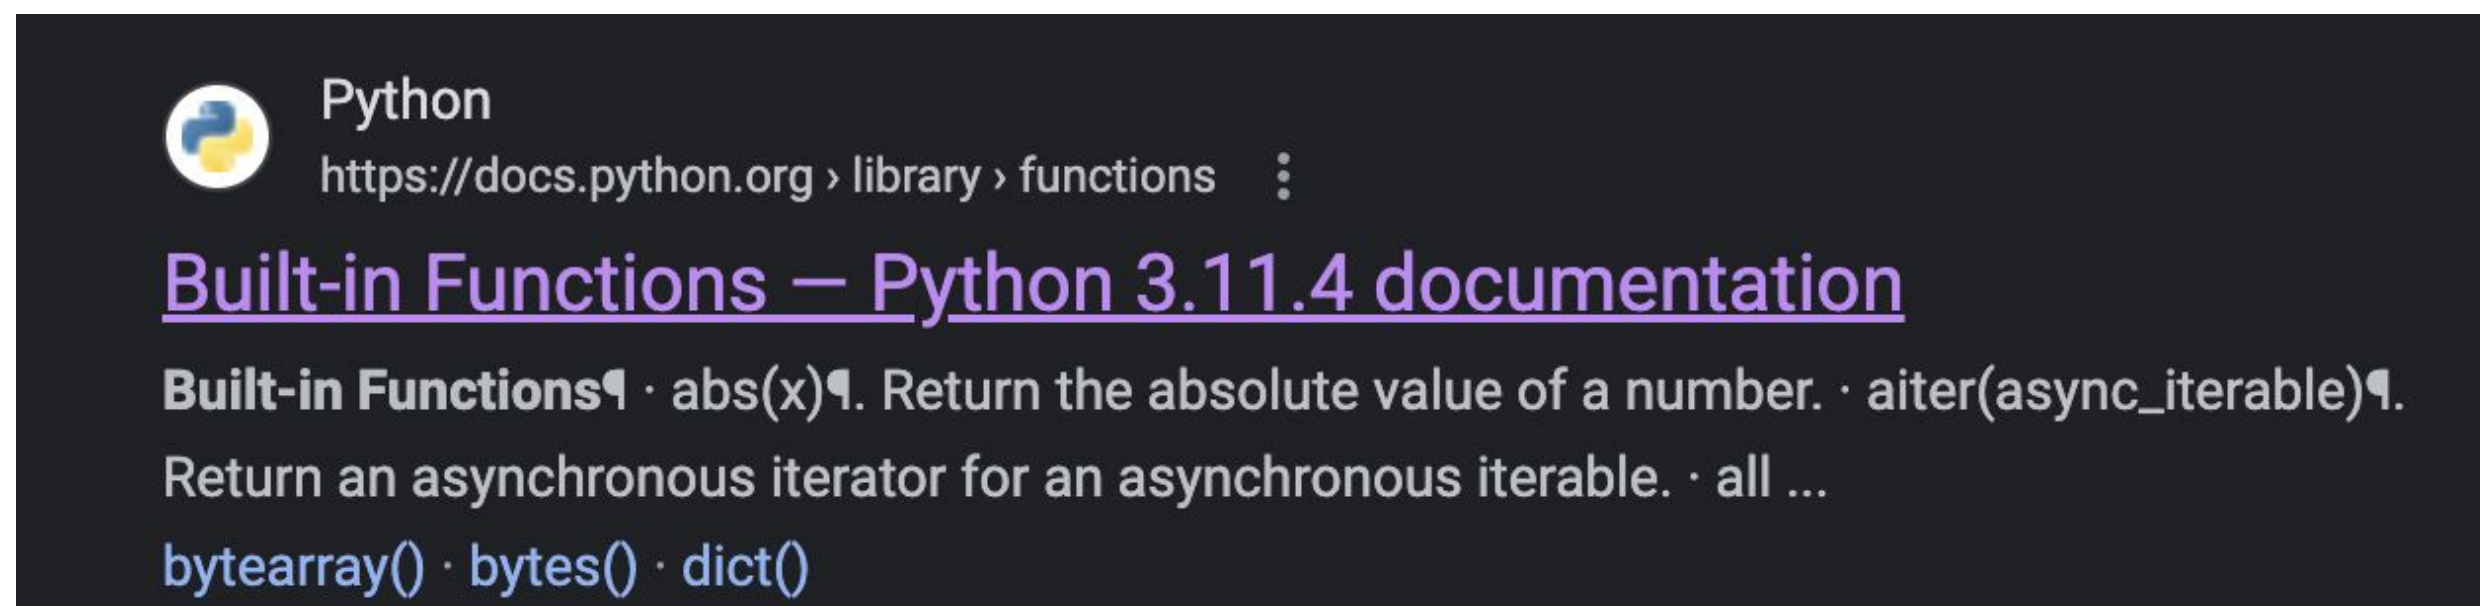 Python
https://docs.python.org › library › functions
Built-in Functions — Python 3.11.4 documentation
Built-in Functions¶ · abs(x)¶. Return the absolute value of a number. · aiter(async_iterable)¶.
Return an asynchronous iterator for an asynchronous iterable. · all ...
bytearray() · bytes() · dict()